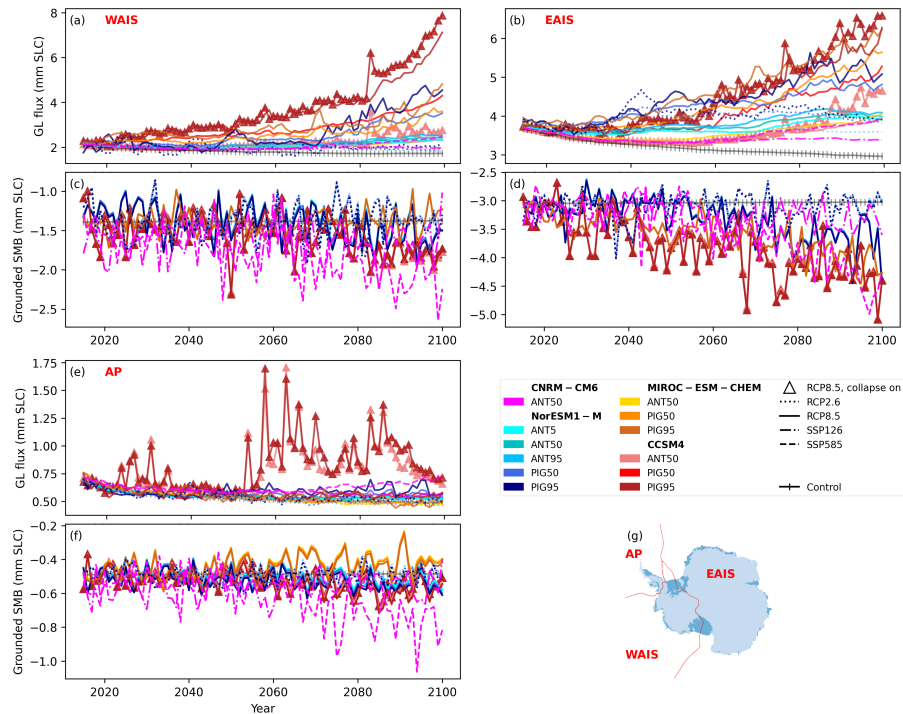 (a) WAIS
8
6
4
2
GL flux (mm SLC)
(b) EAIS
6
5
4
3
(c)
−1.0
−1.5
−2.0
−2.5
Grounded SMB (mm SLC)
2020 2040 2060 2080 2100
(d)
−2.5
−3.0
−3.5
−4.0
−4.5
−5.0
2020 2040 2060 2080 2100
(e) AP
1.75
1.50
1.25
1.00
0.75
0.50
GL flux (mm SLC)
CNRM − CM6
ANT50
NorESM1 − M
ANT5
ANT50
ANT95
PIG50
PIG95
MIROC − ESM − CHEM
ANT50
PIG50
PIG95
CCSM4
ANT50
PIG50
PIG95
RCP8.5, collapse on
RCP2.6
RCP8.5
SSP126
SSP585
Control
(f)
−0.2
−0.4
−0.6
−0.8
−1.0
Grounded SMB (mm SLC)
2020 2040 2060 2080 2100
Year
(g)
AP
EAIS
WAIS